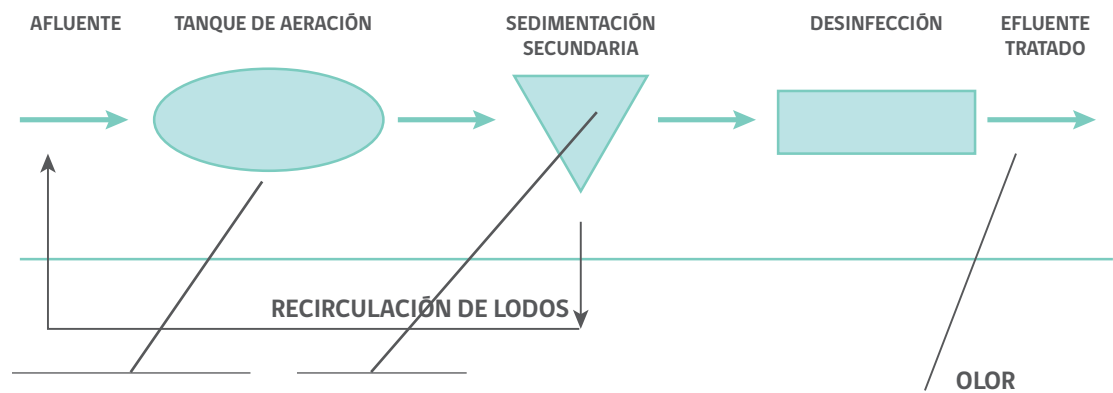 AFLUENTE
TANQUE DE AERACIÓN
SEDIMENTACIÓN
SECUNDARIA
DESINFECCIÓN
EFLUENTE
TRATADO
RECIRCULACIÓN DE LODOS
OLOR